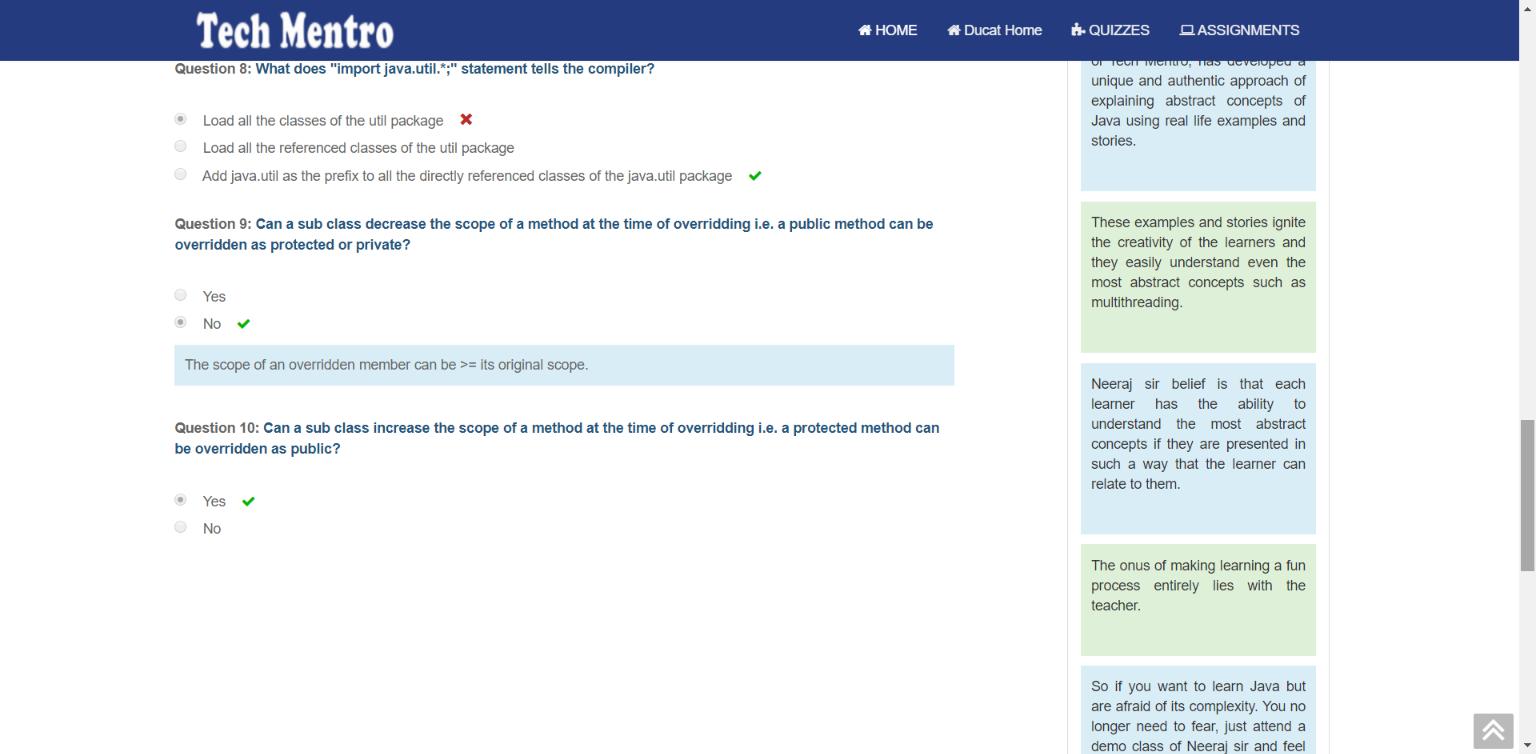 Tech Mentro
HOME
Ducat Home
QUIZZES
ASSIGNMENTS
Question 8: What does "import java.util.*;" statement tells the compiler?
Load all the classes of the util package
Load all the referenced classes of the util package
Add java.util as the prefix to all the directly referenced classes of the java.util package
Question 9: Can a sub class decrease the scope of a method at the time of overridding i.e. a public method can be
overridden as protected or private?
Yes
No
The scope of an overridden member can be >= its original scope.
Question 10: Can a sub class increase the scope of a method at the time of overridding i.e. a protected method can
be overridden as public?
Yes
No
of Tech Mentro, has developed a
unique and authentic approach of
explaining abstract concepts of
Java using real life examples and
stories.
These examples and stories ignite
the creativity of the learners and
they easily understand even the
most abstract concepts such as
multithreading.
Neeraj sir belief is that each
learner has the ability to
understand the most abstract
concepts if they are presented in
such a way that the learner can
relate to them.
The onus of making learning a fun
process entirely lies with the
teacher.
So if you want to learn Java but
are afraid of its complexity. You no
longer need to fear, just attend a
demo class of Neeraj sir and feel